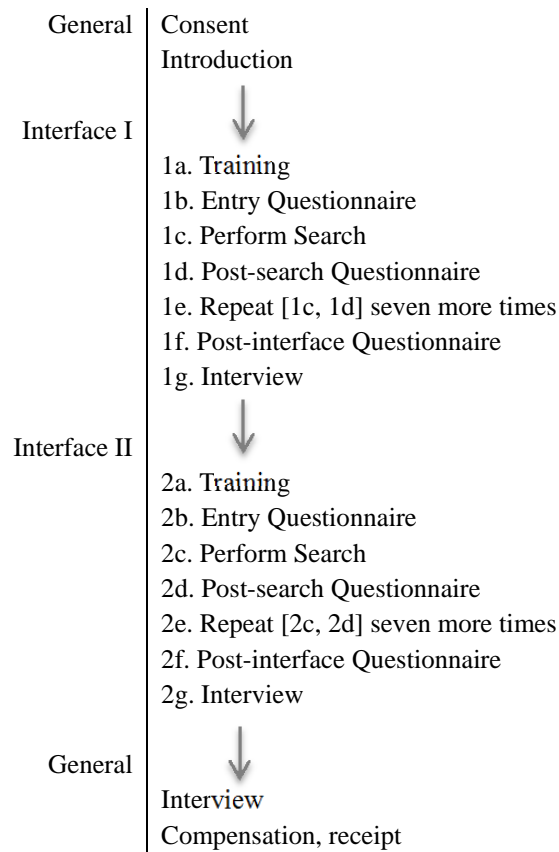 General Consent
Introduction
Interface I
1a. Training
1b. Entry Questionnaire
1c. Perform Search
1d. Post-search Questionnaire
1e. Repeat [1c, 1d] seven more times
1f. Post-interface Questionnaire
1g. Interview
Interface II
2a. Training
2b. Entry Questionnaire
2c. Perform Search
2d. Post-search Questionnaire
2e. Repeat [2c, 2d] seven more times
2f. Post-interface Questionnaire
2g. Interview
General
Interview
Compensation, receipt